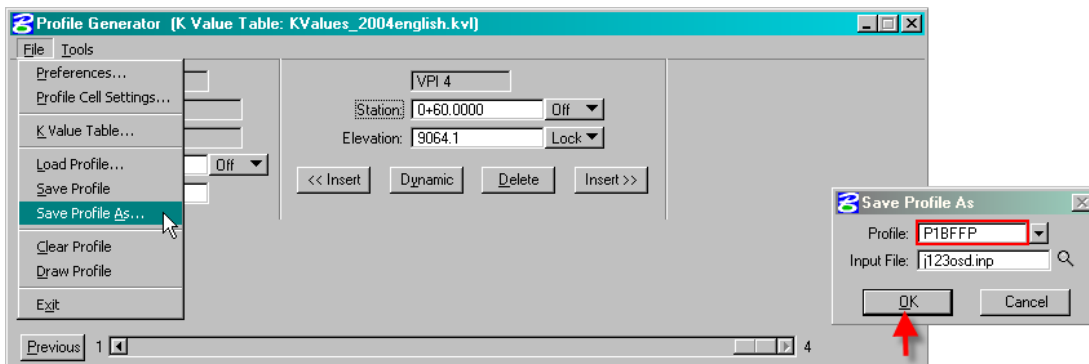 Profile Generator (K Value Table: KValues_2004english.kvl)
File Tools
Preferences...
Profile Cell Settings...
K Value Table...
Load Profile...
Save Profile
Save Profile As...
Clear Profile
Draw Profile
Exit
Off
VPI 4
Station: 0+60.0000 Off
Elevation: 9064.1 Lock
<< Insert Dynamic Delete Insert >>
Previous 1 4
Save Profile As
Profile: P1BFFP
Input File: j123osd.inp
OK Cancel